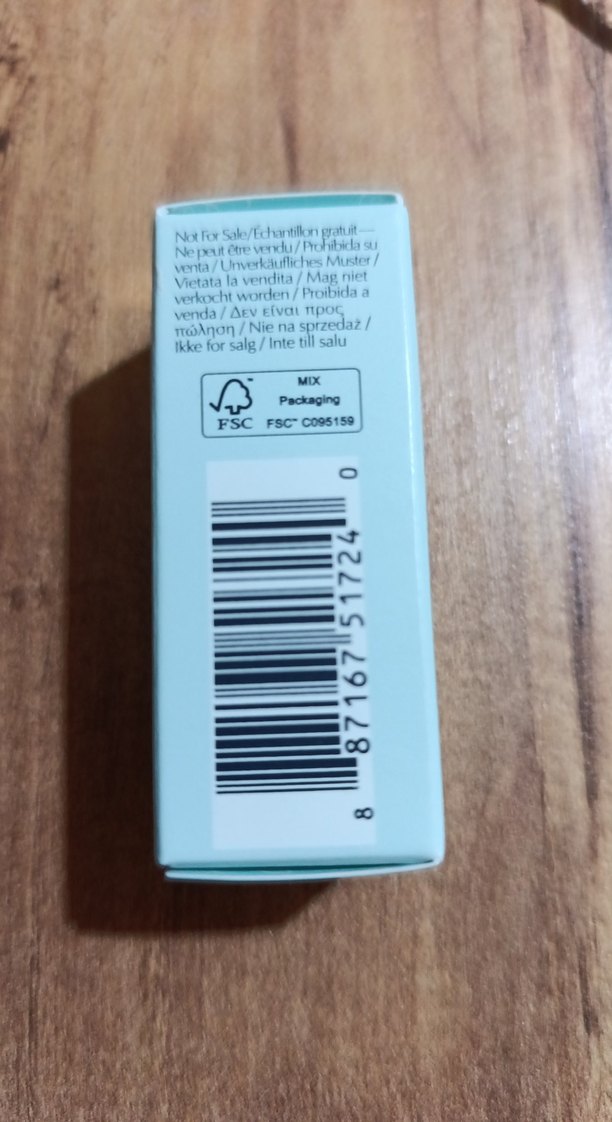 Not For Sale/Échantillon gratuit—
Ne peut être vendu / Prohibida su
venta / Unverkäufliches Muster /
Vietata la vendita / Mag niet
verkocht worden / Proibida a
venda / Δεν είναι προς
πώληση / Nie na sprzedaż /
Ikke for salg / Inte till salu
FSC™
MIX
Packaging
FSC™ C095159
8 87167 51724 0